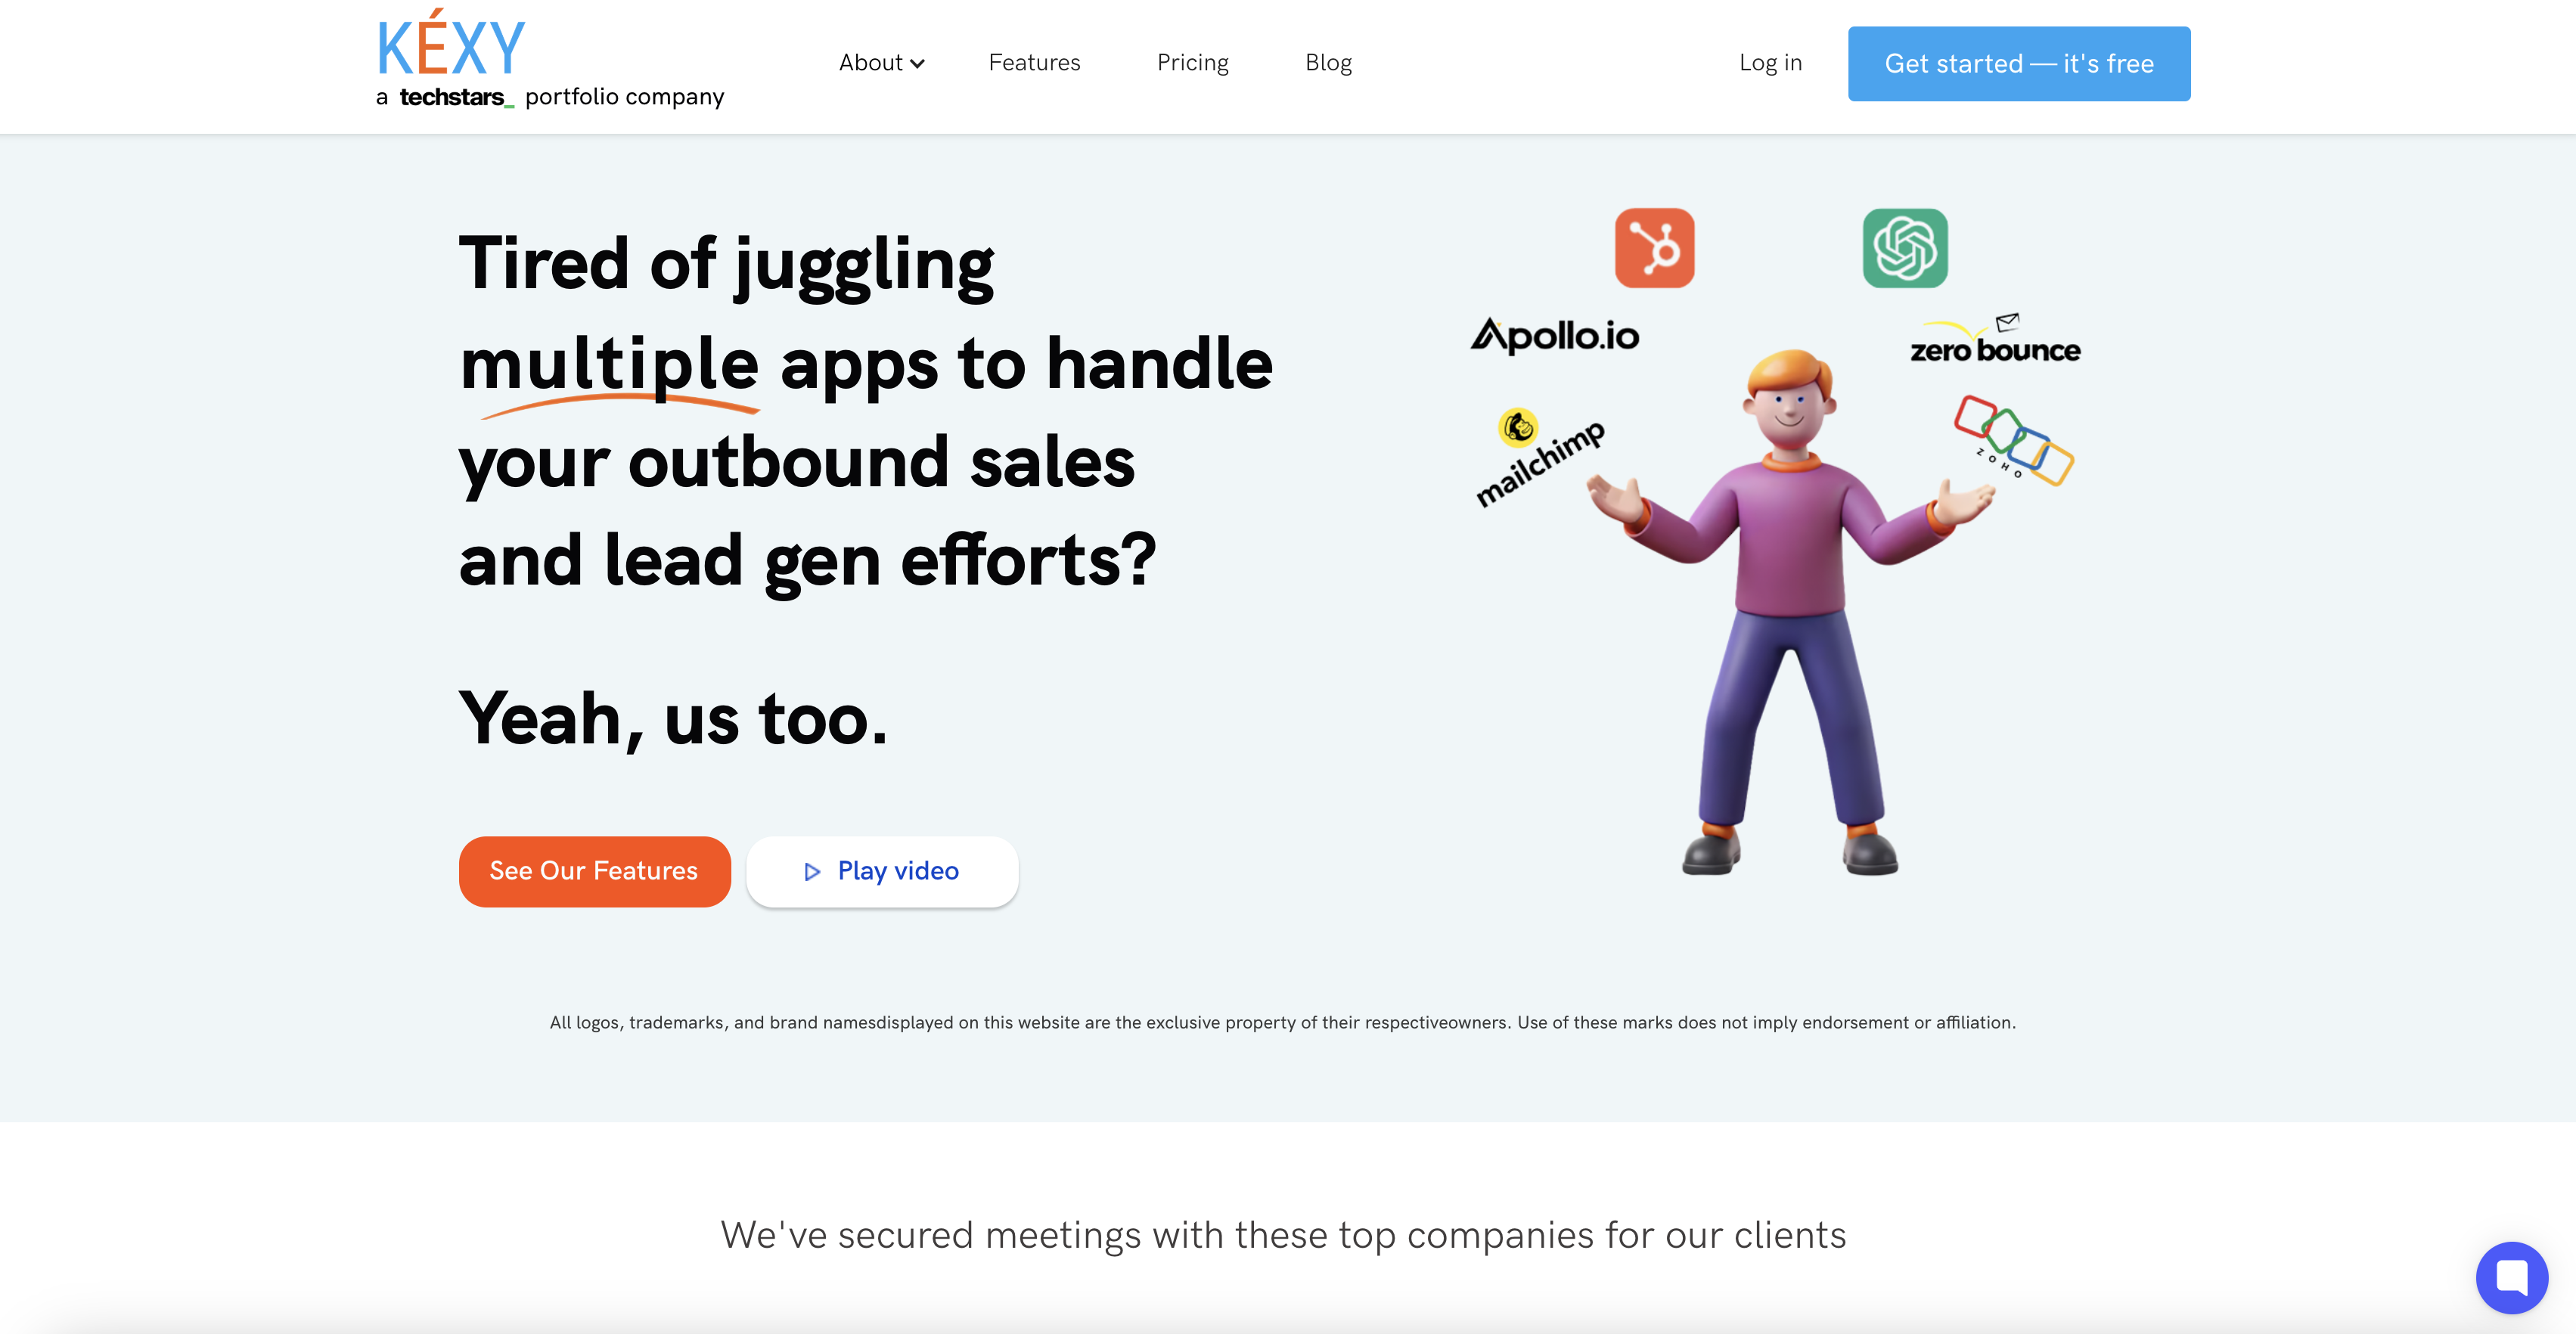 KÉXY
a techstars_ portfolio company
About
Features
Pricing
Blog
Log in
Get started — it's free
Tired of juggling
multiple apps to handle
your outbound sales
and lead gen efforts?
Yeah, us too.
See Our Features
Play video
Apollo.io
zero bounce
mailchimp
ZOHO
All logos, trademarks, and brand namesdisplayed on this website are the exclusive property of their respectiveowners. Use of these marks does not imply endorsement or affiliation.
We've secured meetings with these top companies for our clients